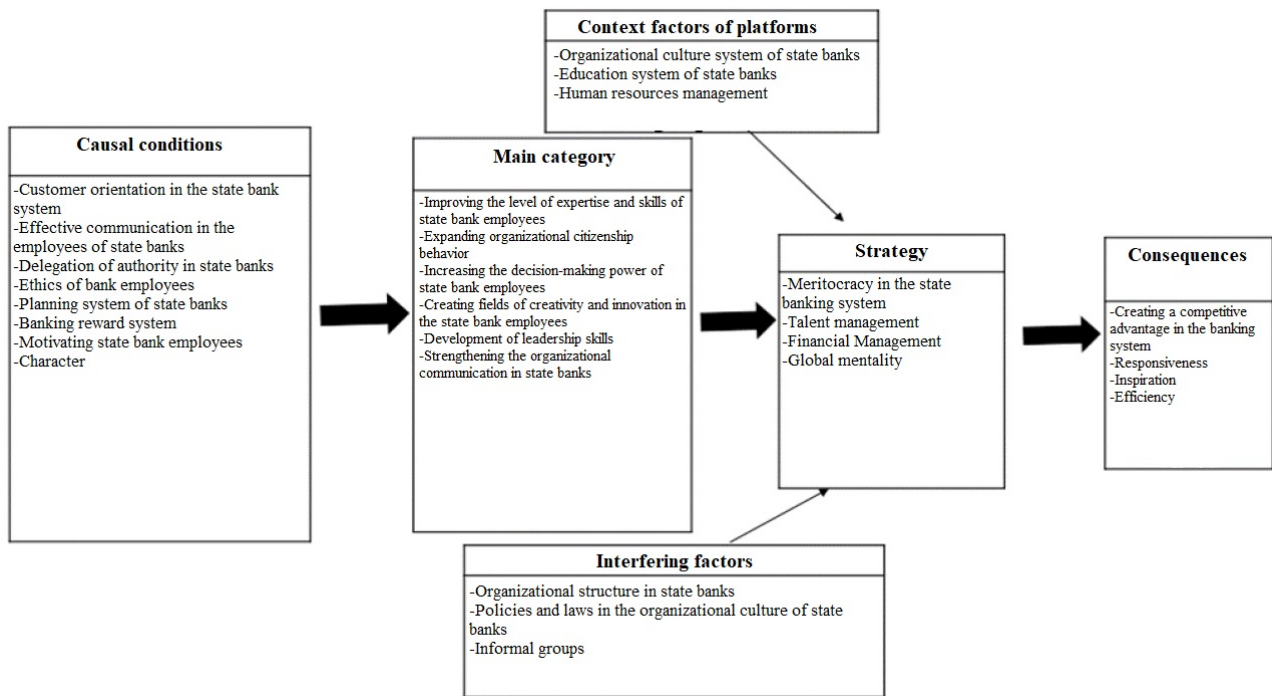 Context factors of platforms
-Organizational culture system of state banks
-Education system of state banks
-Human resources management
Causal conditions
-Customer orientation in the state bank
system
-Effective communication in the
employees of state banks
-Delegation of authority in state banks
-Ethics of bank employees
-Planning system of state banks
-Banking reward system
-Motivating state bank employees
-Character
Main category
-Improving the level of expertise and skills of
state bank employees
-Expanding organizational citizenship
behavior
-Increasing the decision-making power of
state bank employees
-Creating fields of creativity and innovation in
the state bank employees
-Development of leadership skills
-Strengthening the organizational
communication in state banks
Strategy
-Meritocracy in the state
banking system
-Talent management
-Financial Management
-Global mentality
Consequences
-Creating a competitive
advantage in the banking
system
-Responsiveness
-Inspiration
-Efficiency
Interfering factors
-Organizational structure in state banks
-Policies and laws in the organizational culture of state
banks
-Informal groups